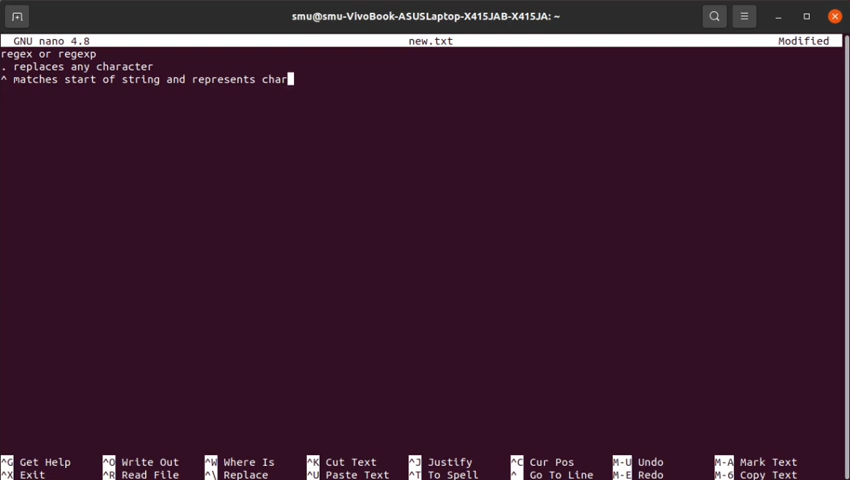 smu@smu-VivoBook-ASUSLaptop-X415JAB-X415JA: ~
GNU nano 4.8 new.txt Modified
regex or regexp
. replaces any character
^ matches start of string and represents char
^G Get Help ^O Write Out ^W Where Is ^K Cut Text ^J Justify ^C Cur Pos M-U Undo M-A Mark Text
^X Exit ^R Read File ^\ Replace ^U Paste Text ^T To Spell ^_ Go To Line M-E Redo M-6 Copy Text